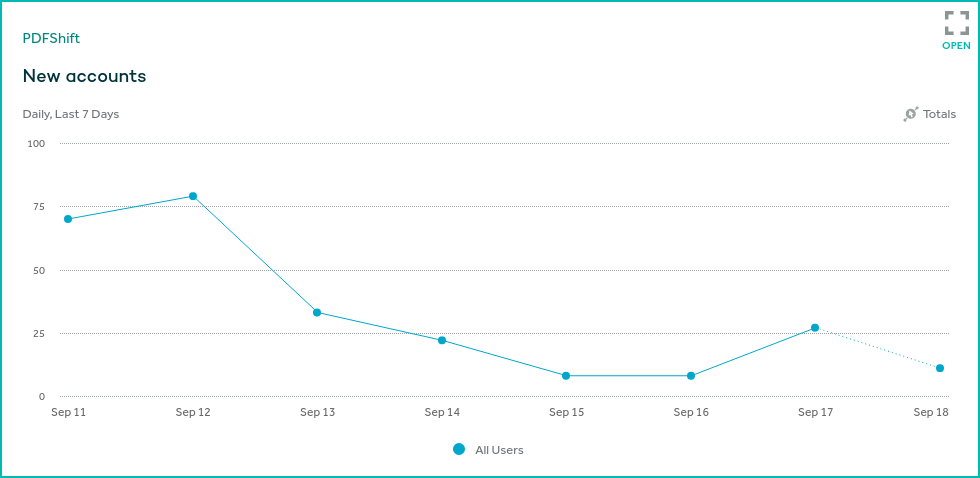 PDFShift
OPEN
New accounts
Daily, Last 7 Days
Totals
100
75
50
25
0
Sep 11 Sep 12 Sep 13 Sep 14 Sep 15 Sep 16 Sep 17 Sep 18
All Users